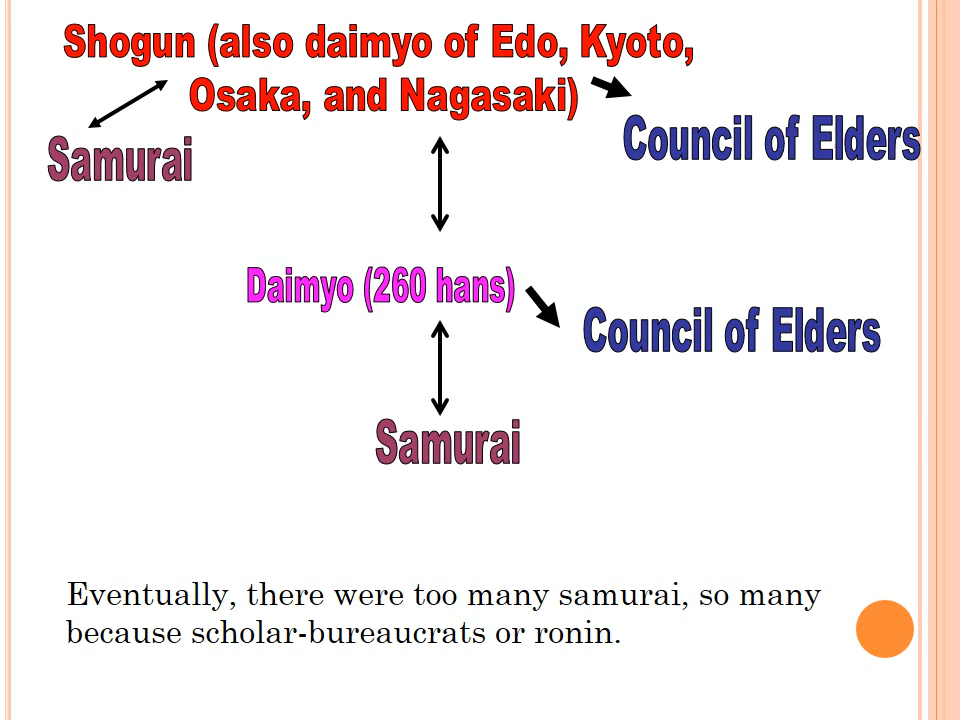 Shogun (also daimyo of Edo, Kyoto,
Osaka, and Nagasaki)
Council of Elders
Samurai
Daimyo (260 hans)
Council of Elders
Samurai
Eventually, there were too many samurai, so many
because scholar-bureaucrats or ronin.